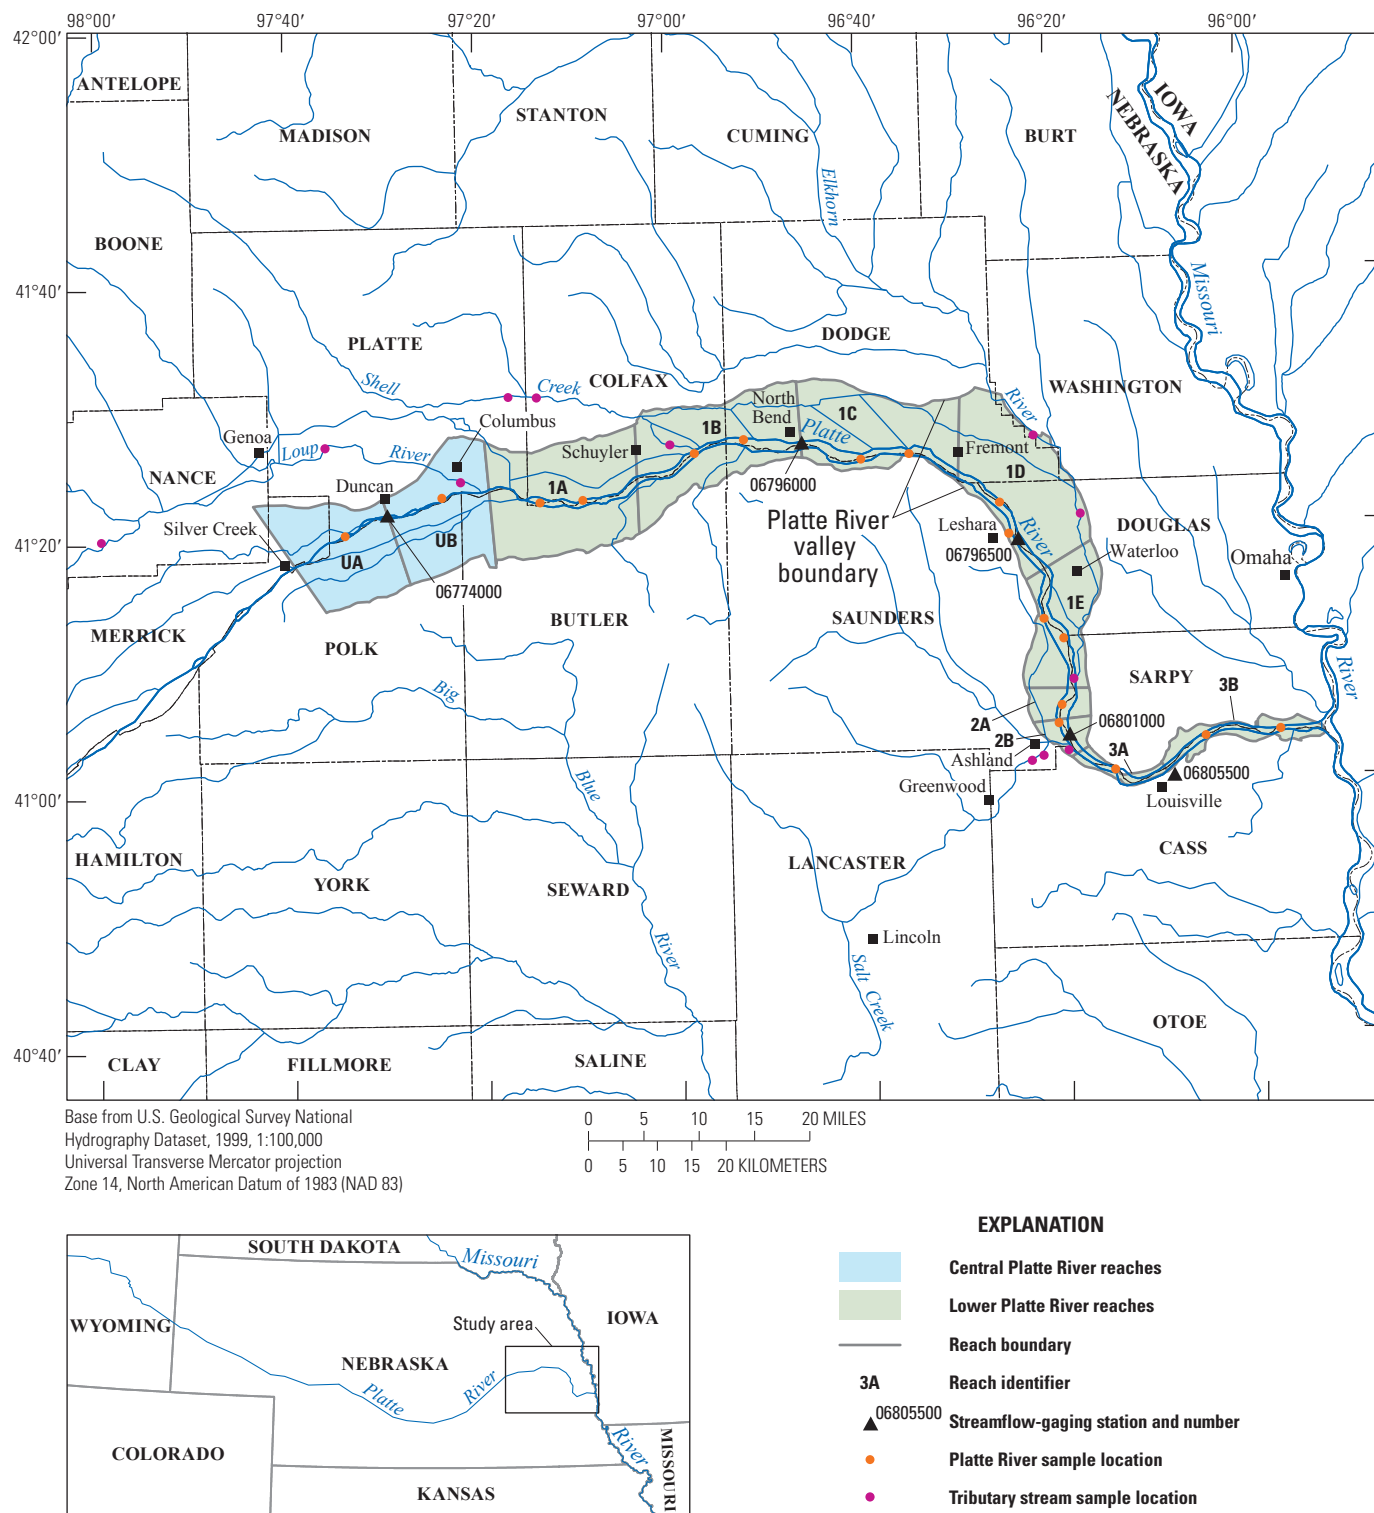 98°00′ 97°40′ 97°20′ 97°00′ 96°40′ 96°20′ 96°00′
42°00′
41°40′
41°20′
41°00′
40°40′
ANTELOPE
MADISON
STANTON
CUMING
BURT
IOWA
NEBRASKA
Elkhorn
BOONE
Missouri
PLATTE
DODGE
Shell
Creek
COLFAX
WASHINGTON
River
Columbus
North
Bend
1C
1B
Platte
Genoa
Loup
River
Schuyler
Fremont
NANCE
1D
Duncan
1A
06796000
Platte River
valley
boundary
Leshara
06796500
River
DOUGLAS
Silver Creek
UA
UB
Waterloo
Omaha
06774000
1E
MERRICK
POLK
BUTLER
SAUNDERS
SARPY
River
Big
3B
2A
06801000
2B
Ashland
3A
06805500
Greenwood
Louisville
Blue
HAMILTON
YORK
SEWARD
LANCASTER
CASS
River
Lincoln
Salt Creek
OTOE
CLAY
FILLMORE
SALINE
Base from U.S. Geological Survey National
Hydrography Dataset, 1999, 1:100,000
Universal Transverse Mercator projection
Zone 14, North American Datum of 1983 (NAD 83)
0 5 10 15 20 MILES
0 5 10 15 20 KILOMETERS
SOUTH DAKOTA
Missouri
WYOMING
IOWA
Study area
NEBRASKA
Platte
River
COLORADO
River
MISSOURI
KANSAS
EXPLANATION
Central Platte River reaches
Lower Platte River reaches
Reach boundary
3A Reach identifier
06805500 Streamflow-gaging station and number
Platte River sample location
Tributary stream sample location